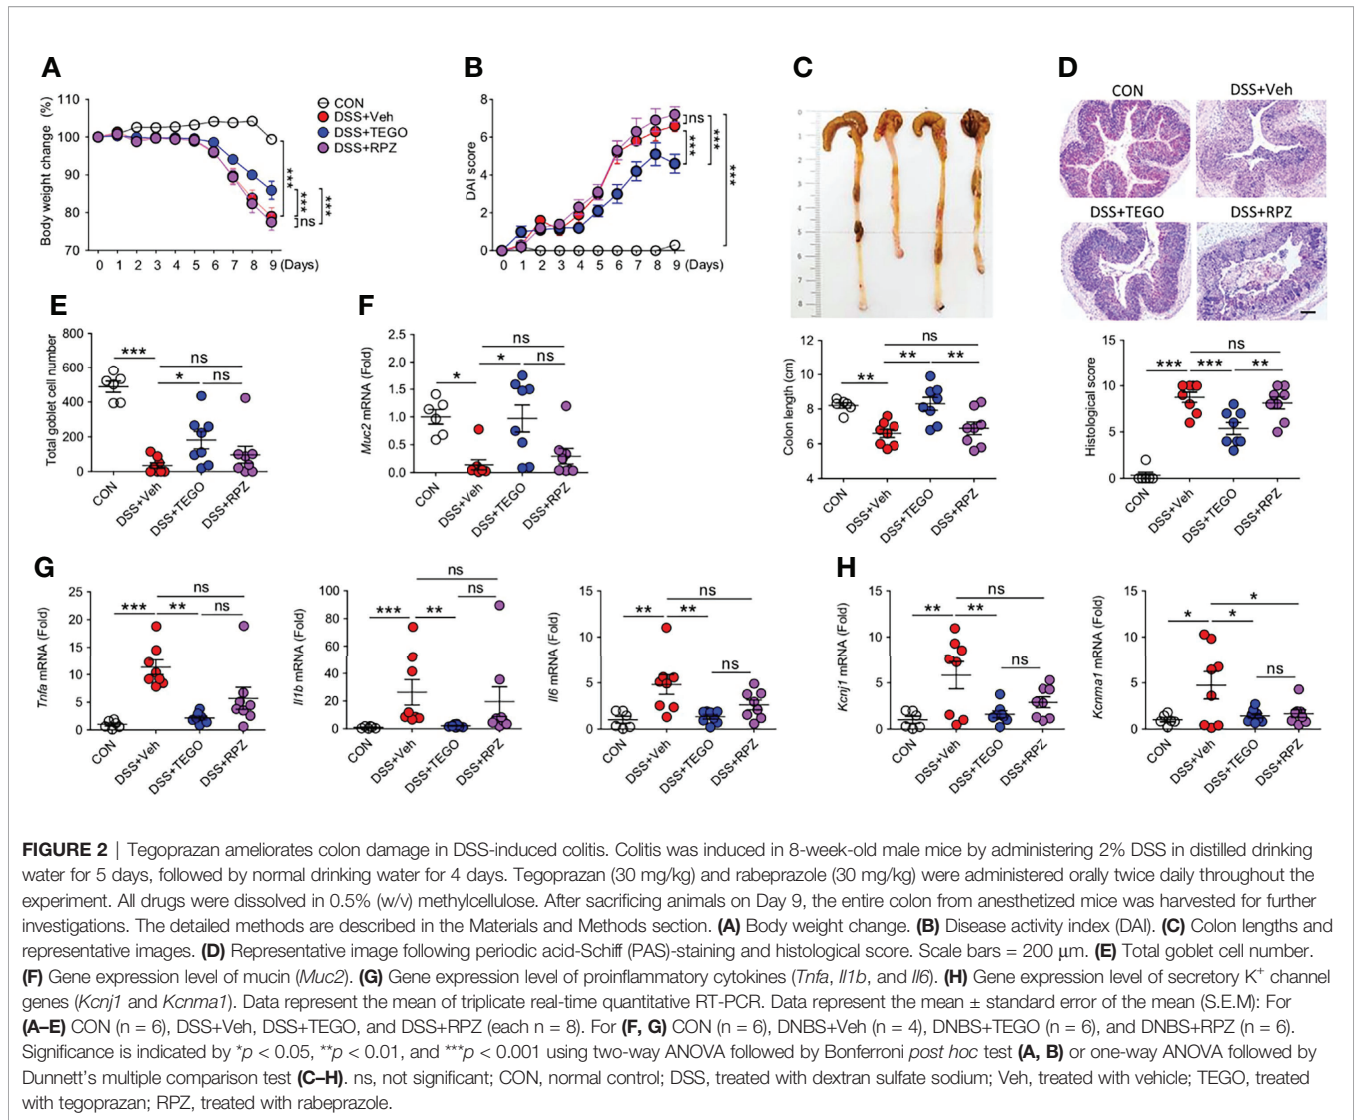 A
B
C
D
Body weight change (%)
110
100
90
80
70
0 1 2 3 4 5 6 7 8 9 (Days)
CON
DSS+Veh
DSS+TEGO
DSS+RPZ
***
***
***
ns
DAI score
8
6
4
2
0
0 1 2 3 4 5 6 7 8 9 (Days)
ns
***
***
***
0
1
2
3
4
5
6
7
8
Colon length (cm)
10
8
6
4
ns
** ** **
CON DSS+Veh DSS+TEGO DSS+RPZ
CON DSS+Veh
DSS+TEGO DSS+RPZ
Histological score
15
10
5
0
ns
*** *** **
CON DSS+Veh DSS+TEGO DSS+RPZ
E
Total goblet cell number
800
600
400
200
0
ns
*** * ns
CON DSS+Veh DSS+TEGO DSS+RPZ
F
Muc2 mRNA (Fold)
2.5
2.0
1.5
1.0
0.5
0.0
ns
* * ns
CON DSS+Veh DSS+TEGO DSS+RPZ
G
Tnfa mRNA (Fold)
25
20
15
10
5
0
ns
*** ** ns
CON DSS+Veh DSS+TEGO DSS+RPZ
Il1b mRNA (Fold)
100
80
60
40
20
0
ns
ns
*** **
CON DSS+Veh DSS+TEGO DSS+RPZ
Il6 mRNA (Fold)
15
10
5
0
ns
** **
ns
CON DSS+Veh DSS+TEGO DSS+RPZ
H
Kcnj1 mRNA (Fold)
15
10
5
0
ns
** **
ns
CON DSS+Veh DSS+TEGO DSS+RPZ
Kcnma1 mRNA (Fold)
15
10
5
0
*
* *
ns
CON DSS+Veh DSS+TEGO DSS+RPZ
FIGURE 2 | Tegoprazan ameliorates colon damage in DSS-induced colitis. Colitis was induced in 8-week-old male mice by administering 2% DSS in distilled drinking
water for 5 days, followed by normal drinking water for 4 days. Tegoprazan (30 mg/kg) and rabeprazole (30 mg/kg) were administered orally twice daily throughout the
experiment. All drugs were dissolved in 0.5% (w/v) methylcellulose. After sacrificing animals on Day 9, the entire colon from anesthetized mice was harvested for further
investigations. The detailed methods are described in the Materials and Methods section. (A) Body weight change. (B) Disease activity index (DAI). (C) Colon lengths and
representative images. (D) Representative image following periodic acid-Schiff (PAS)-staining and histological score. Scale bars = 200 μm. (E) Total goblet cell number.
(F) Gene expression level of mucin (Muc2). (G) Gene expression level of proinflammatory cytokines (Tnfa, Il1b, and Il6). (H) Gene expression level of secretory K⁺ channel
genes (Kcnj1 and Kcnma1). Data represent the mean of triplicate real-time quantitative RT-PCR. Data represent the mean ± standard error of the mean (S.E.M): For
(A–E) CON (n = 6), DSS+Veh, DSS+TEGO, and DSS+RPZ (each n = 8). For (F, G) CON (n = 6), DNBS+Veh (n = 4), DNBS+TEGO (n = 6), and DNBS+RPZ (n = 6).
Significance is indicated by *p < 0.05, **p < 0.01, and ***p < 0.001 using two-way ANOVA followed by Bonferroni post hoc test (A, B) or one-way ANOVA followed by
Dunnett's multiple comparison test (C–H). ns, not significant; CON, normal control; DSS, treated with dextran sulfate sodium; Veh, treated with vehicle; TEGO, treated
with tegoprazan; RPZ, treated with rabeprazole.